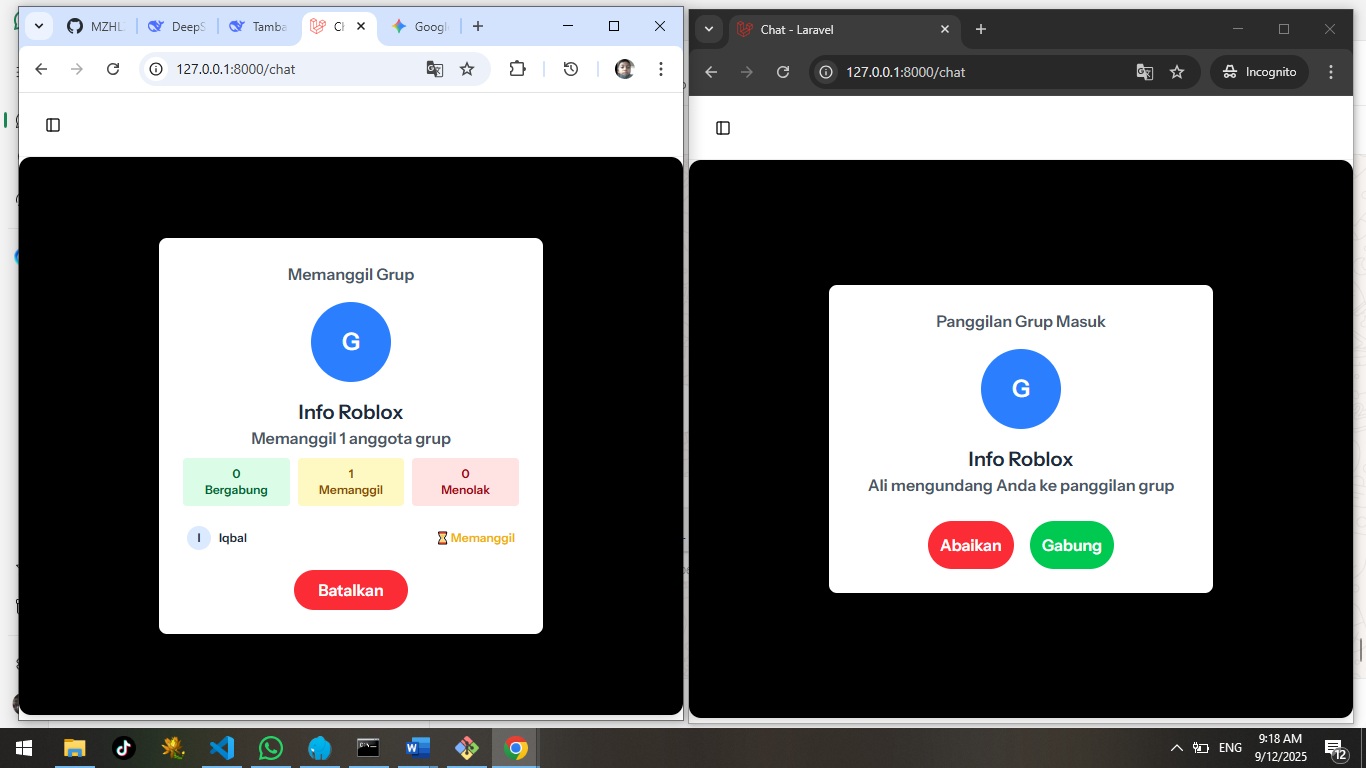 MZHL
DeepS
Tamba
Ch
Google
127.0.0.1:8000/chat
Memanggil Grup
G
Info Roblox
Memanggil 1 anggota grup
0
Bergabung
1
Memanggil
0
Menolak
I
Iqbal
Memanggil
Batalkan
Chat - Laravel
127.0.0.1:8000/chat
Incognito
Panggilan Grup Masuk
G
Info Roblox
Ali mengundang Anda ke panggilan grup
Abaikan
Gabung
ENG
9:18 AM
9/12/2025
12